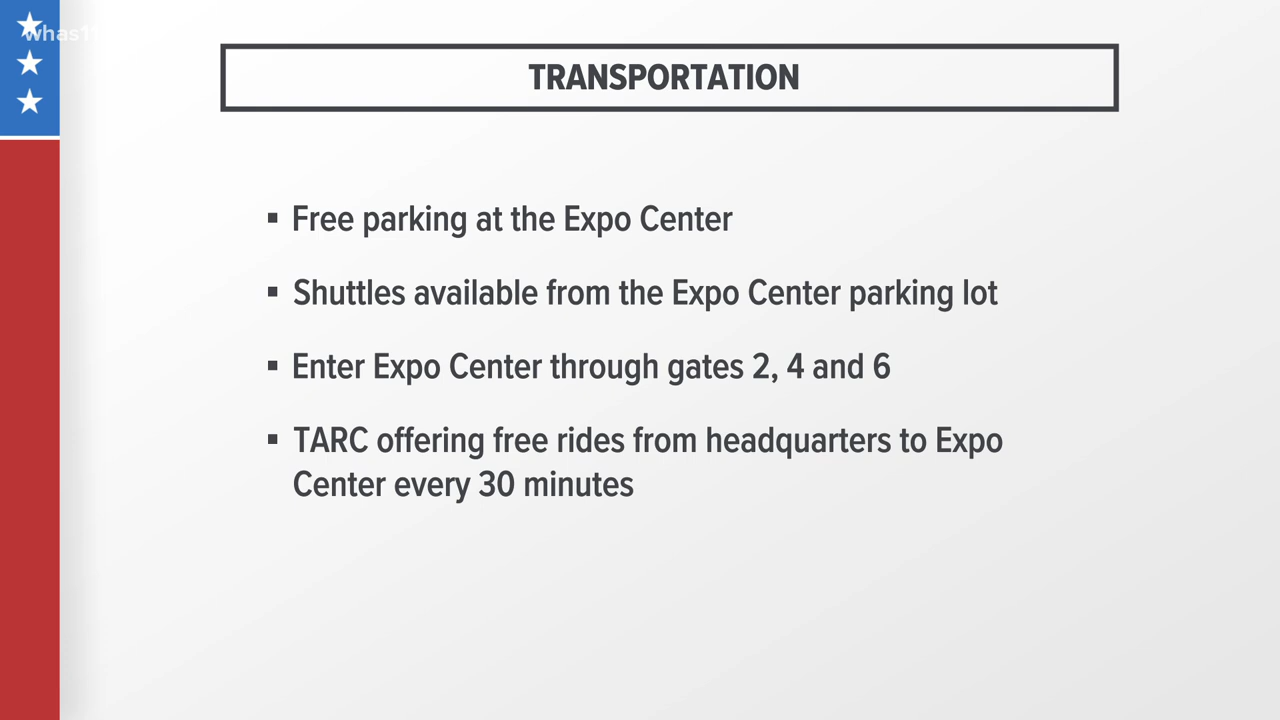 whas11
TRANSPORTATION
▪ Free parking at the Expo Center
▪ Shuttles available from the Expo Center parking lot
▪ Enter Expo Center through gates 2, 4 and 6
▪ TARC offering free rides from headquarters to Expo
Center every 30 minutes